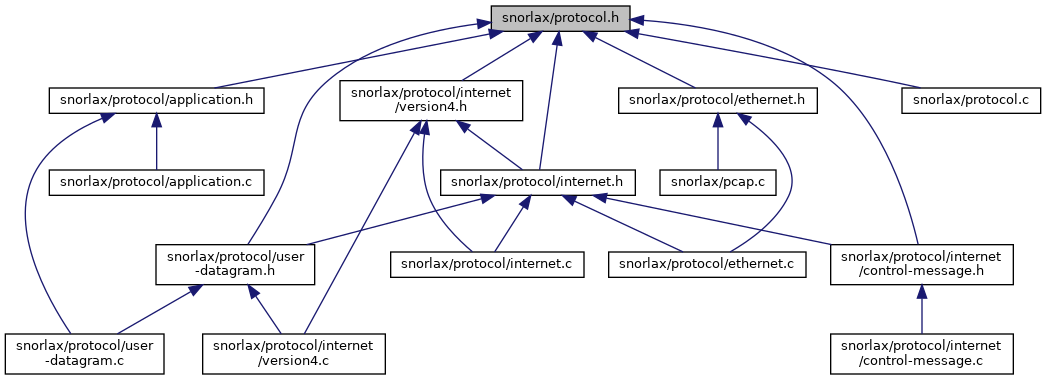 snorlax/protocol.h
snorlax/protocol/application.h
snorlax/protocol/internet
/version4.h
snorlax/protocol/ethernet.h
snorlax/protocol.c
snorlax/protocol/application.c
snorlax/protocol/internet.h
snorlax/pcap.c
snorlax/protocol/user
-datagram.h
snorlax/protocol/internet.c
snorlax/protocol/ethernet.c
snorlax/protocol/internet
/control-message.h
snorlax/protocol/user
-datagram.c
snorlax/protocol/internet
/version4.c
snorlax/protocol/internet
/control-message.c